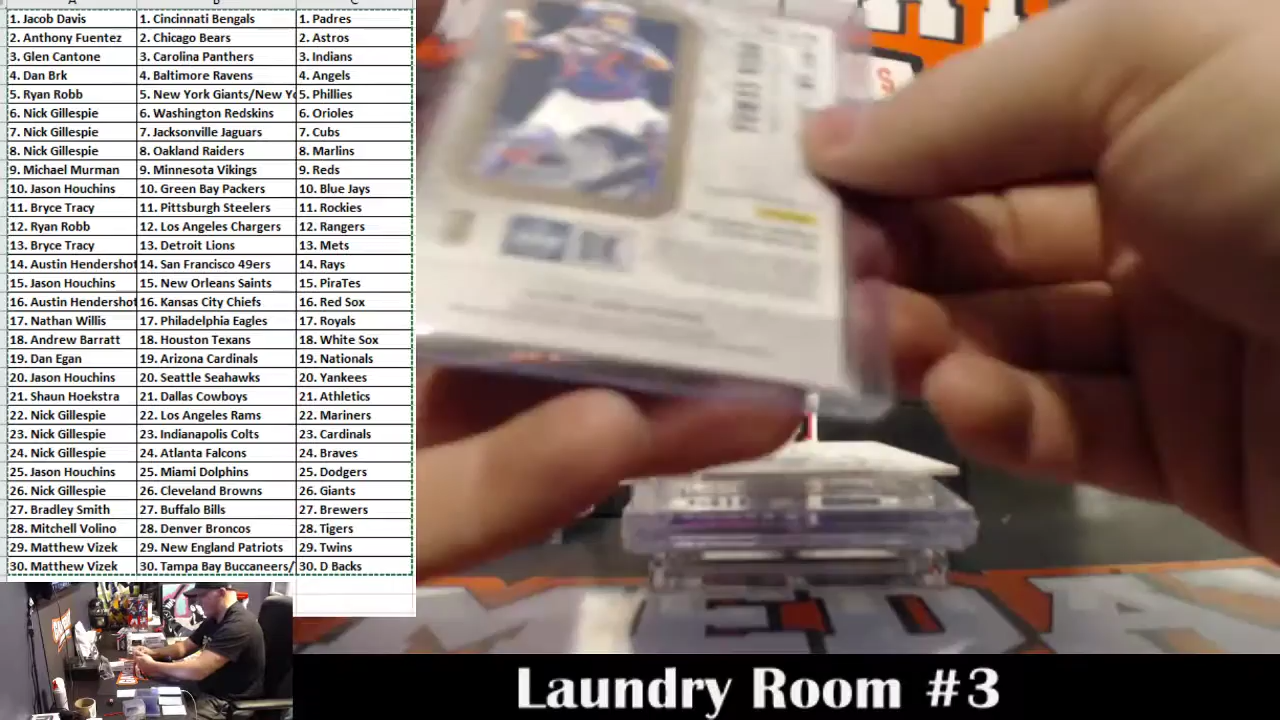 A B C
1. Jacob Davis 1. Cincinnati Bengals 1. Padres
2. Anthony Fuentez 2. Chicago Bears 2. Astros
3. Glen Cantone 3. Carolina Panthers 3. Indians
4. Dan Brk 4. Baltimore Ravens 4. Angels
5. Ryan Robb 5. New York Giants/New Yo 5. Phillies
6. Nick Gillespie 6. Washington Redskins 6. Orioles
7. Nick Gillespie 7. Jacksonville Jaguars 7. Cubs
8. Nick Gillespie 8. Oakland Raiders 8. Marlins
9. Michael Murman 9. Minnesota Vikings 9. Reds
10. Jason Houchins 10. Green Bay Packers 10. Blue Jays
11. Bryce Tracy 11. Pittsburgh Steelers 11. Rockies
12. Ryan Robb 12. Los Angeles Chargers 12. Rangers
13. Bryce Tracy 13. Detroit Lions 13. Mets
14. Austin Hendershot 14. San Francisco 49ers 14. Rays
15. Jason Houchins 15. New Orleans Saints 15. PiraTes
16. Austin Hendershot 16. Kansas City Chiefs 16. Red Sox
17. Nathan Willis 17. Philadelphia Eagles 17. Royals
18. Andrew Barratt 18. Houston Texans 18. White Sox
19. Dan Egan 19. Arizona Cardinals 19. Nationals
20. Jason Houchins 20. Seattle Seahawks 20. Yankees
21. Shaun Hoekstra 21. Dallas Cowboys 21. Athletics
22. Nick Gillespie 22. Los Angeles Rams 22. Mariners
23. Nick Gillespie 23. Indianapolis Colts 23. Cardinals
24. Nick Gillespie 24. Atlanta Falcons 24. Braves
25. Jason Houchins 25. Miami Dolphins 25. Dodgers
26. Nick Gillespie 26. Cleveland Browns 26. Giants
27. Bradley Smith 27. Buffalo Bills 27. Brewers
28. Mitchell Volino 28. Denver Broncos 28. Tigers
29. Matthew Vizek 29. New England Patriots 29. Twins
30. Matthew Vizek 30. Tampa Bay Buccaneers/ 30. D Backs
Laundry Room #3